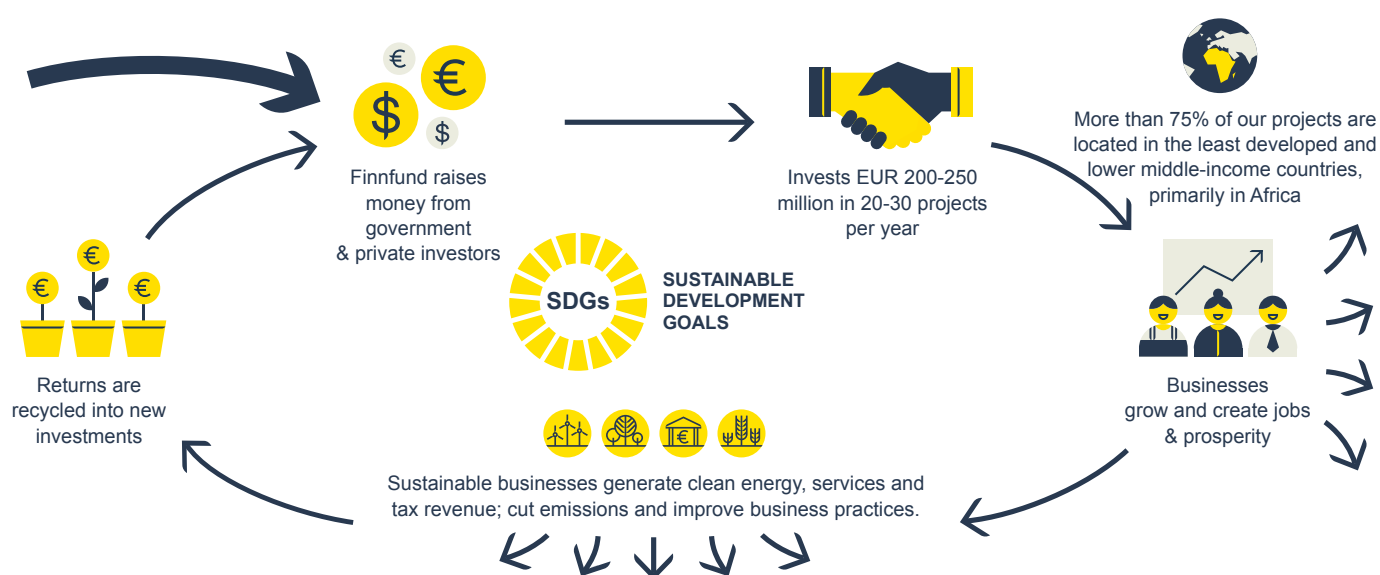 €
€
$
$
Finnfund raises
money from
government
& private investors
Invests EUR 200-250
million in 20-30 projects
per year
More than 75% of our projects are
located in the least developed and
lower middle-income countries,
primarily in Africa
Businesses
grow and create jobs
& prosperity
SDGs
SUSTAINABLE
DEVELOPMENT
GOALS
€
Sustainable businesses generate clean energy, services and
tax revenue; cut emissions and improve business practices.
€
€
€
Returns are
recycled into new
investments